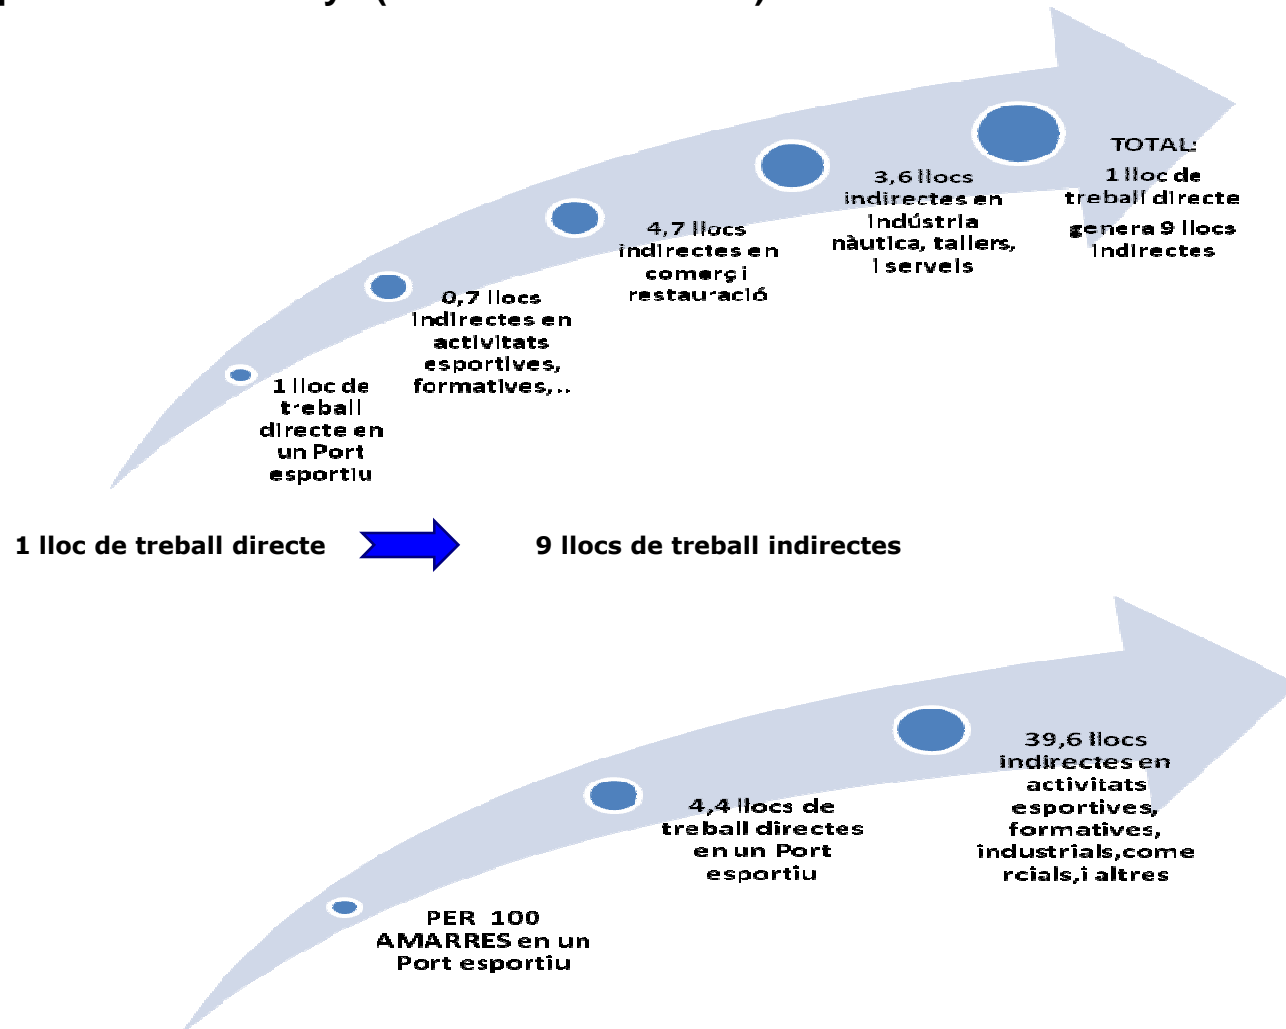 1 lloc de
treball
directe en
un Port
esportiu
0,7 llocs
indirectes en
activitats
esportives,
formatives,..
4,7 llocs
indirectes en
comerç i
restauració
3,6 llocs
indirectes en
indústria
nàutica, tallers,
i serveis
TOTAL:
1 lloc de
treball directe
genera 9 llocs
indirectes
1 lloc de treball directe
9 llocs de treball indirectes
PER 100
AMARRES en un
Port esportiu
4,4 llocs de
treball directes
en un Port
esportiu
39,6 llocs
indirectes en
activitats
esportives,
formatives,
industrials,come
rcials,i altres